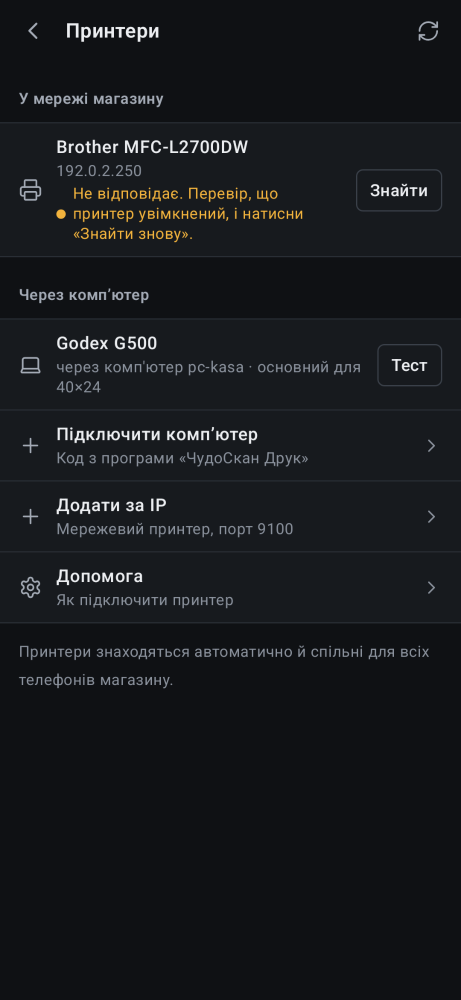 Принтери
У мережі магазину
Brother MFC-L2700DW
192.0.2.250
Не відповідає. Перевір, що
принтер увімкнений, і натисни
«Знайти знову».
Знайти
Через комп’ютер
Godex G500
через комп'ютер pc-kasa · основний для
40×24
Тест
Підключити комп’ютер
Код з програми «ЧудоСкан Друк»
Додати за IP
Мережевий принтер, порт 9100
Допомога
Як підключити принтер
Принтери знаходяться автоматично й спільні для всіх
телефонів магазину.